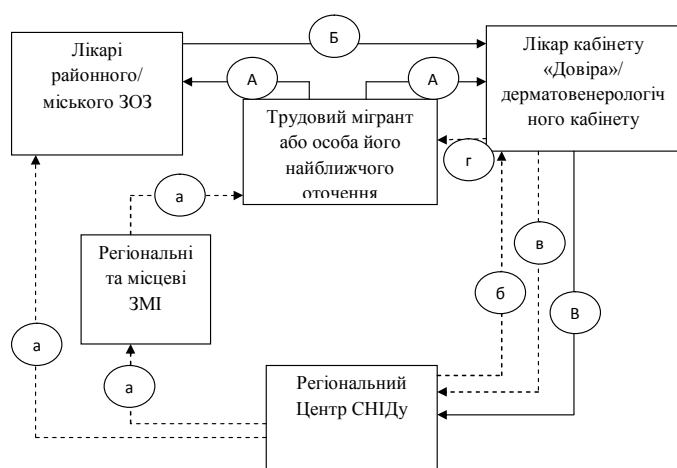 Лікарі
районного/
міського ЗОЗ
Б
Лікар кабінету
«Довіра»/
дерматовенерологіч
ного кабінету
А
А
Трудовий мігрант
або особа його
найближчого
оточення
г
а
Регіональні
та місцеві
ЗМІ
в
б
В
а
а
Регіональний
Центр СНІДу